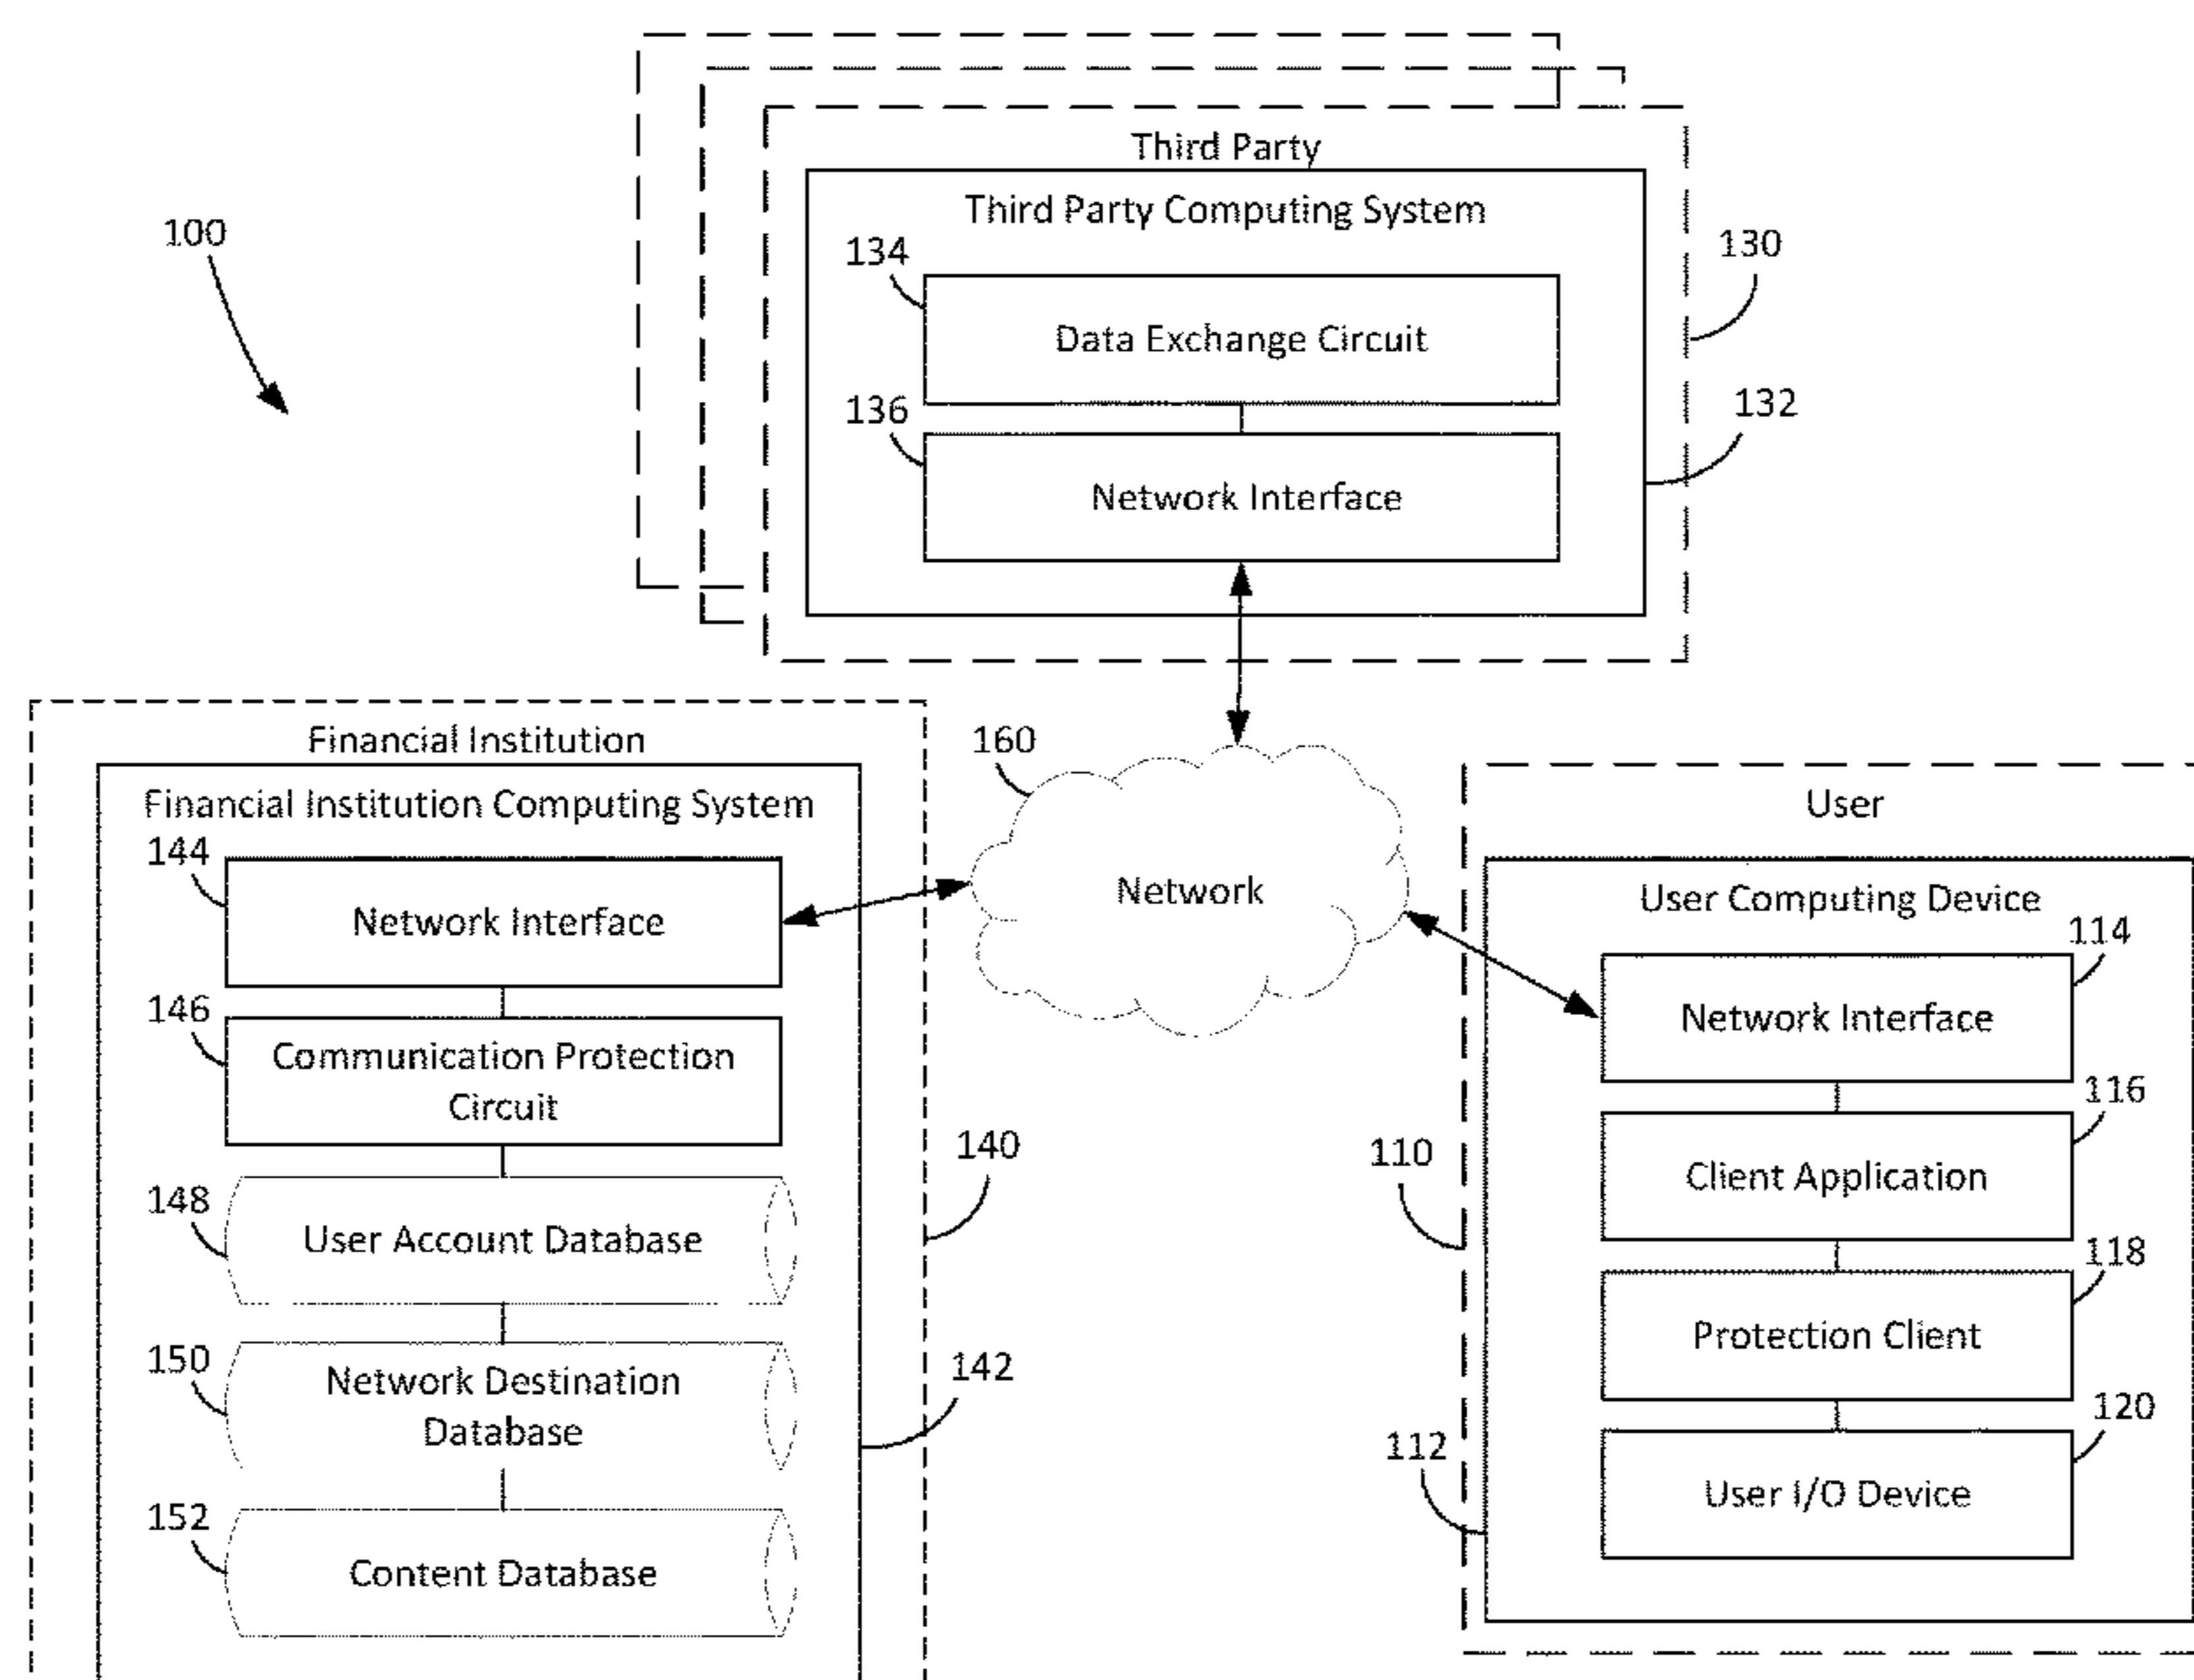 100
Third Party
Third Party Computing System
134
Data Exchange Circuit
136
Network Interface
130
132
Financial Institution
Financial Institution Computing System
144
Network Interface
146
Communication Protection
Circuit
148
User Account Database
150
Network Destination
Database
152
Content Database
140
142
160
Network
User
User Computing Device
114
Network Interface
116
Client Application
118
Protection Client
120
User I/O Device
110
112